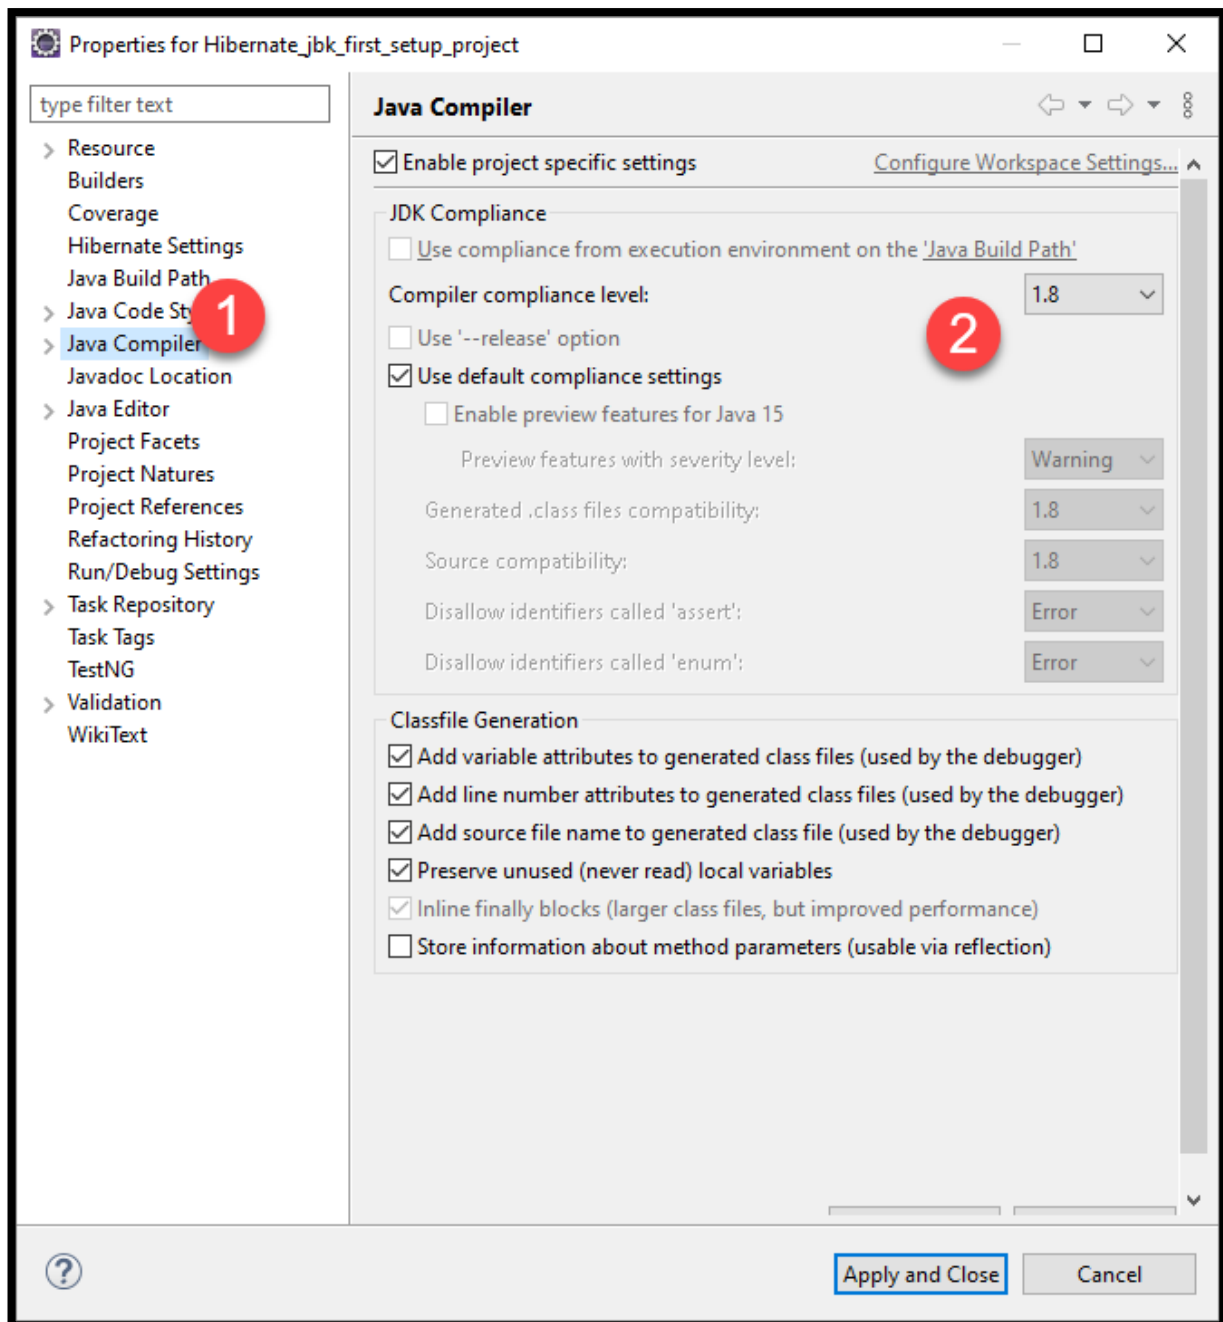 Properties for Hibernate_jbk_first_setup_project
type filter text
Resource
Builders
Coverage
Hibernate Settings
Java Build Path
Java Code Sty
1
Java Compiler
Javadoc Location
Java Editor
Project Facets
Project Natures
Project References
Refactoring History
Run/Debug Settings
Task Repository
Task Tags
TestNG
Validation
WikiText
Java Compiler
Enable project specific settings Configure Workspace Settings...
JDK Compliance
Use compliance from execution environment on the 'Java Build Path'
Compiler compliance level: 1.8
2
Use '--release' option
Use default compliance settings
Enable preview features for Java 15
Preview features with severity level: Warning
Generated .class files compatibility: 1.8
Source compatibility: 1.8
Disallow identifiers called 'assert': Error
Disallow identifiers called 'enum': Error
Classfile Generation
Add variable attributes to generated class files (used by the debugger)
Add line number attributes to generated class files (used by the debugger)
Add source file name to generated class file (used by the debugger)
Preserve unused (never read) local variables
Inline finally blocks (larger class files, but improved performance)
Store information about method parameters (usable via reflection)
?
Apply and Close Cancel